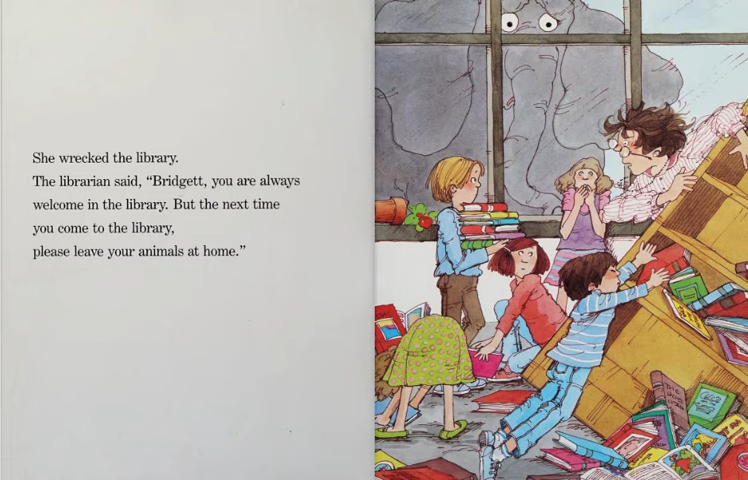 She wrecked the library.
The librarian said, “Bridgett, you are always
welcome in the library. But the next time
you come to the library,
please leave your animals at home.”